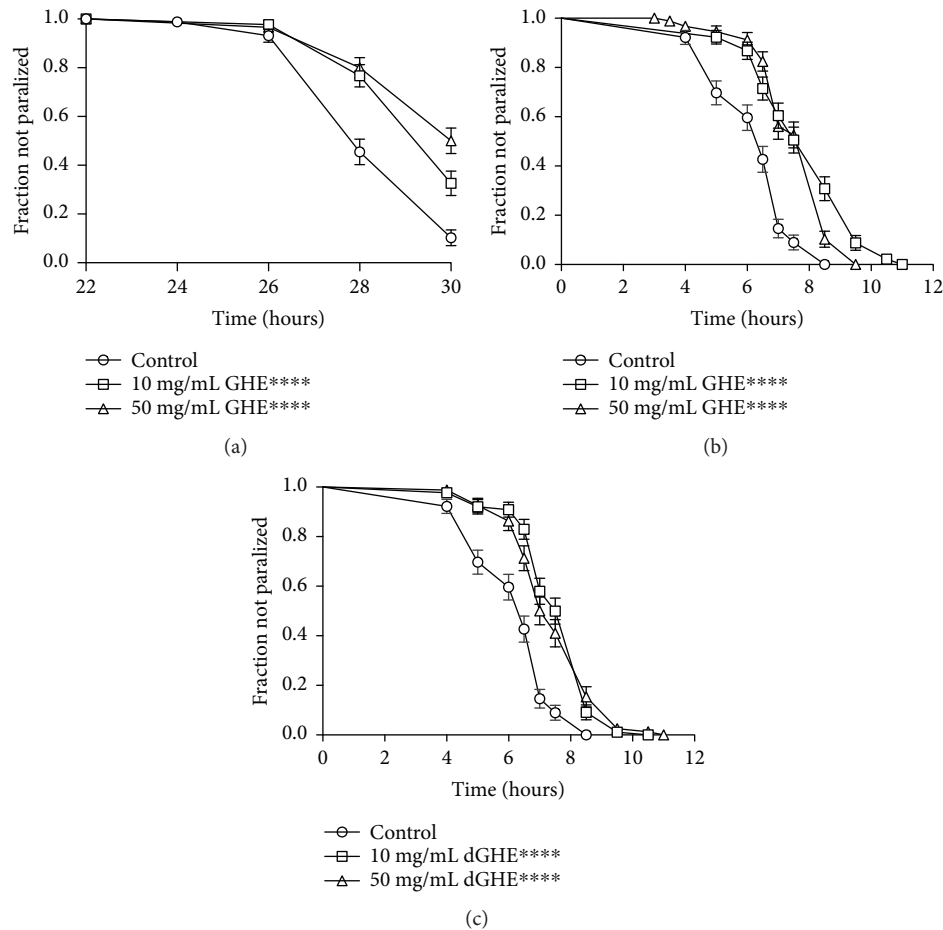 Fraction not paralized
1.0
0.8
0.6
0.4
0.2
0.0
22 24 26 28 30
Time (hours)
Control
10 mg/mL GHE****
50 mg/mL GHE****
(a)
Fraction not paralized
1.0
0.8
0.6
0.4
0.2
0.0
0 2 4 6 8 10 12
Time (hours)
Control
10 mg/mL GHE****
50 mg/mL GHE****
(b)
Fraction not paralized
1.0
0.8
0.6
0.4
0.2
0.0
0 2 4 6 8 10 12
Time (hours)
Control
10 mg/mL dGHE****
50 mg/mL dGHE****
(c)